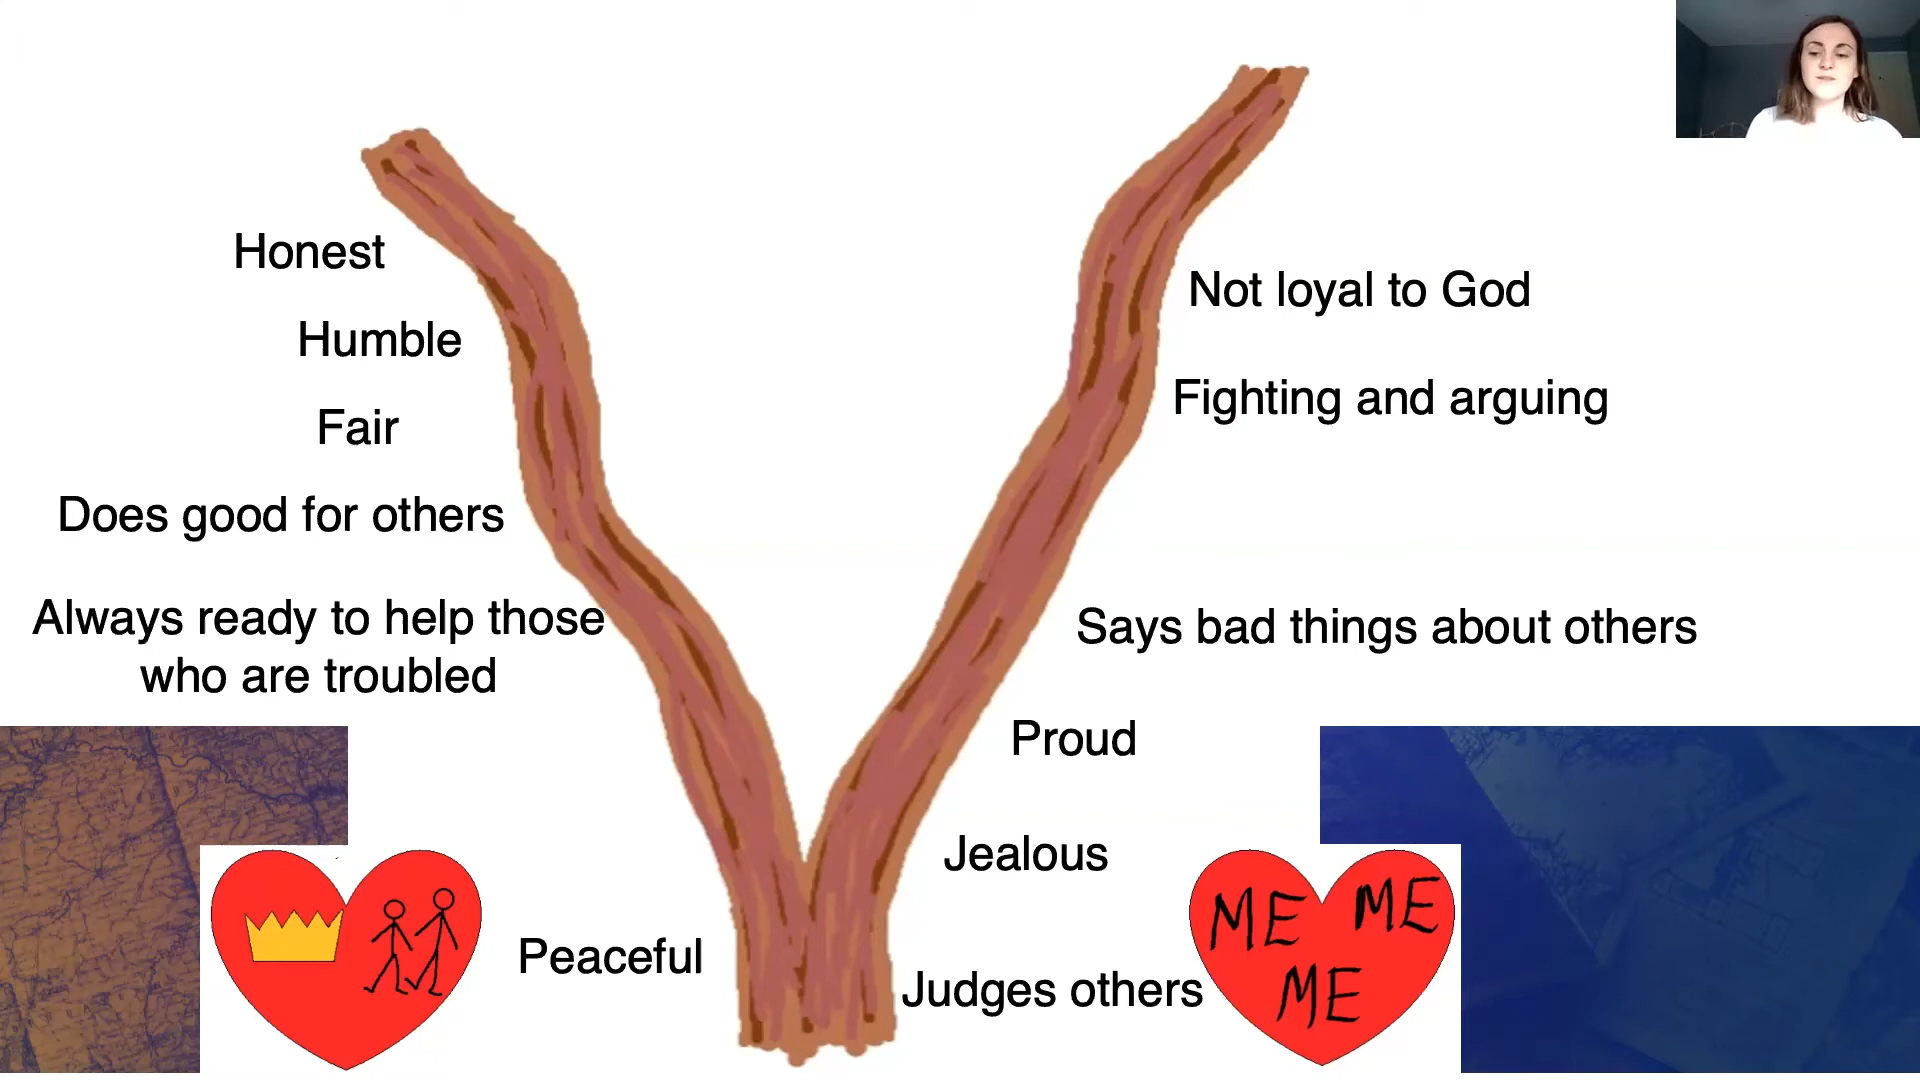 Honest
Humble
Fair
Does good for others
Always ready to help those
who are troubled
Peaceful
Not loyal to God
Fighting and arguing
Says bad things about others
Proud
Jealous
Judges others
ME ME
ME